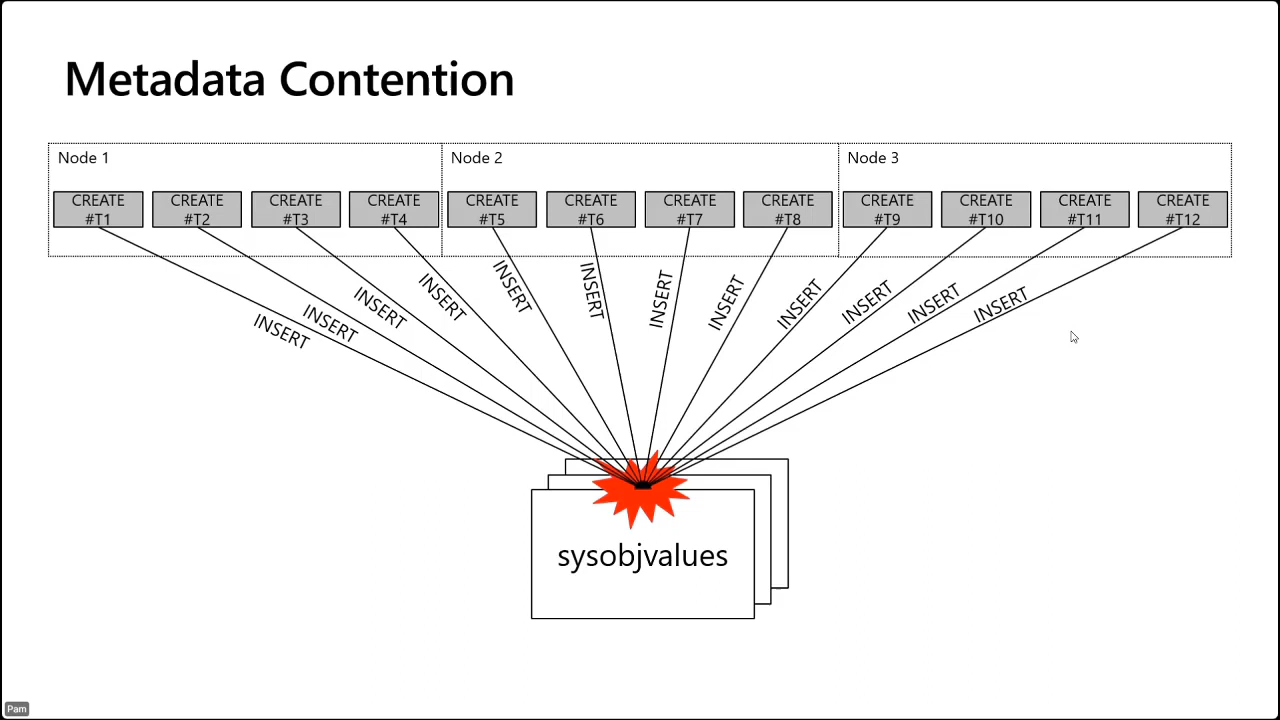 Metadata Contention
Node 1
Node 2
Node 3
CREATE
#T1
CREATE
#T2
CREATE
#T3
CREATE
#T4
CREATE
#T5
CREATE
#T6
CREATE
#T7
CREATE
#T8
CREATE
#T9
CREATE
#T10
CREATE
#T11
CREATE
#T12
INSERT
INSERT
INSERT
INSERT
INSERT
INSERT
INSERT
INSERT
INSERT
INSERT
INSERT
INSERT
sysobjvalues
Pam